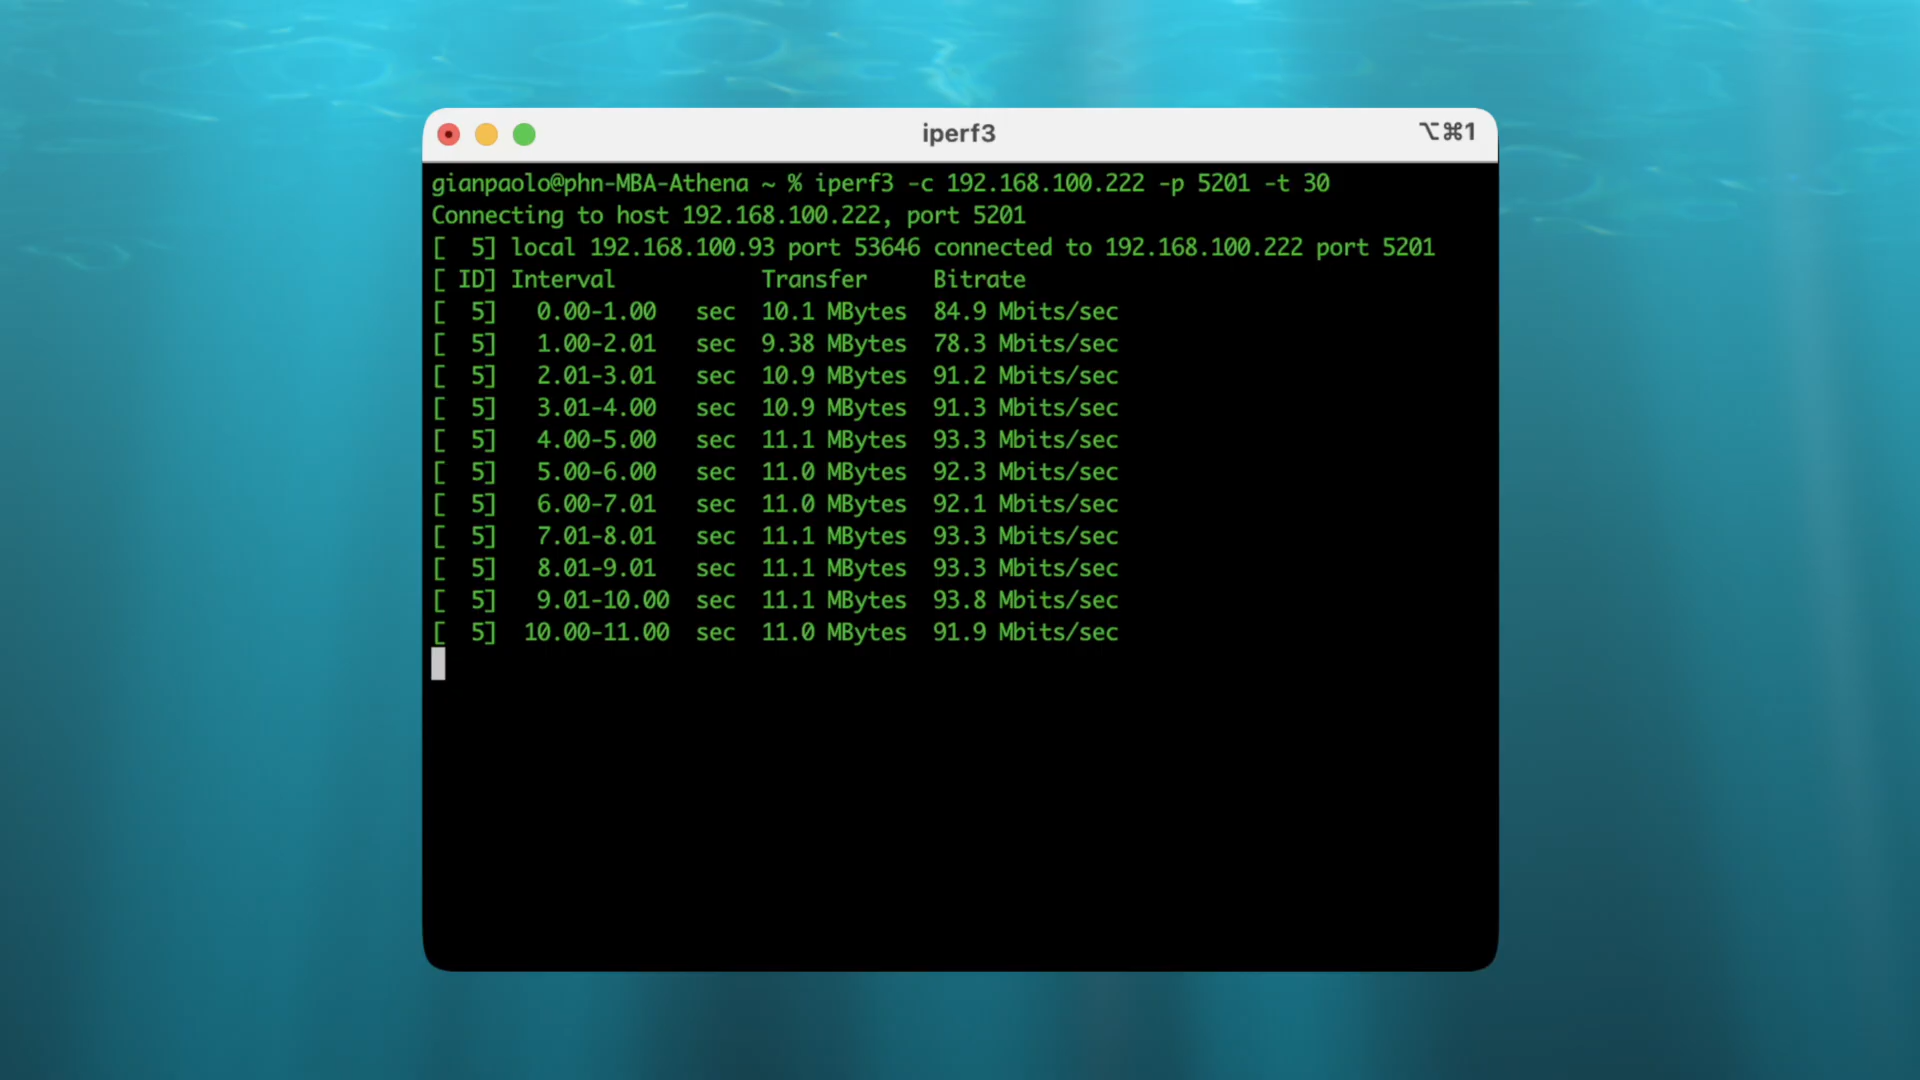 iperf3
⌥⌘1
gianpaolo@phn-MBA-Athena ~ % iperf3 -c 192.168.100.222 -p 5201 -t 30
Connecting to host 192.168.100.222, port 5201
[  5] local 192.168.100.93 port 53646 connected to 192.168.100.222 port 5201
[ ID] Interval           Transfer     Bitrate
[  5]   0.00-1.00   sec  10.1 MBytes  84.9 Mbits/sec
[  5]   1.00-2.01   sec  9.38 MBytes  78.3 Mbits/sec
[  5]   2.01-3.01   sec  10.9 MBytes  91.2 Mbits/sec
[  5]   3.01-4.00   sec  10.9 MBytes  91.3 Mbits/sec
[  5]   4.00-5.00   sec  11.1 MBytes  93.3 Mbits/sec
[  5]   5.00-6.00   sec  11.0 MBytes  92.3 Mbits/sec
[  5]   6.00-7.01   sec  11.0 MBytes  92.1 Mbits/sec
[  5]   7.01-8.01   sec  11.1 MBytes  93.3 Mbits/sec
[  5]   8.01-9.01   sec  11.1 MBytes  93.3 Mbits/sec
[  5]   9.01-10.00  sec  11.1 MBytes  93.8 Mbits/sec
[  5]  10.00-11.00  sec  11.0 MBytes  91.9 Mbits/sec